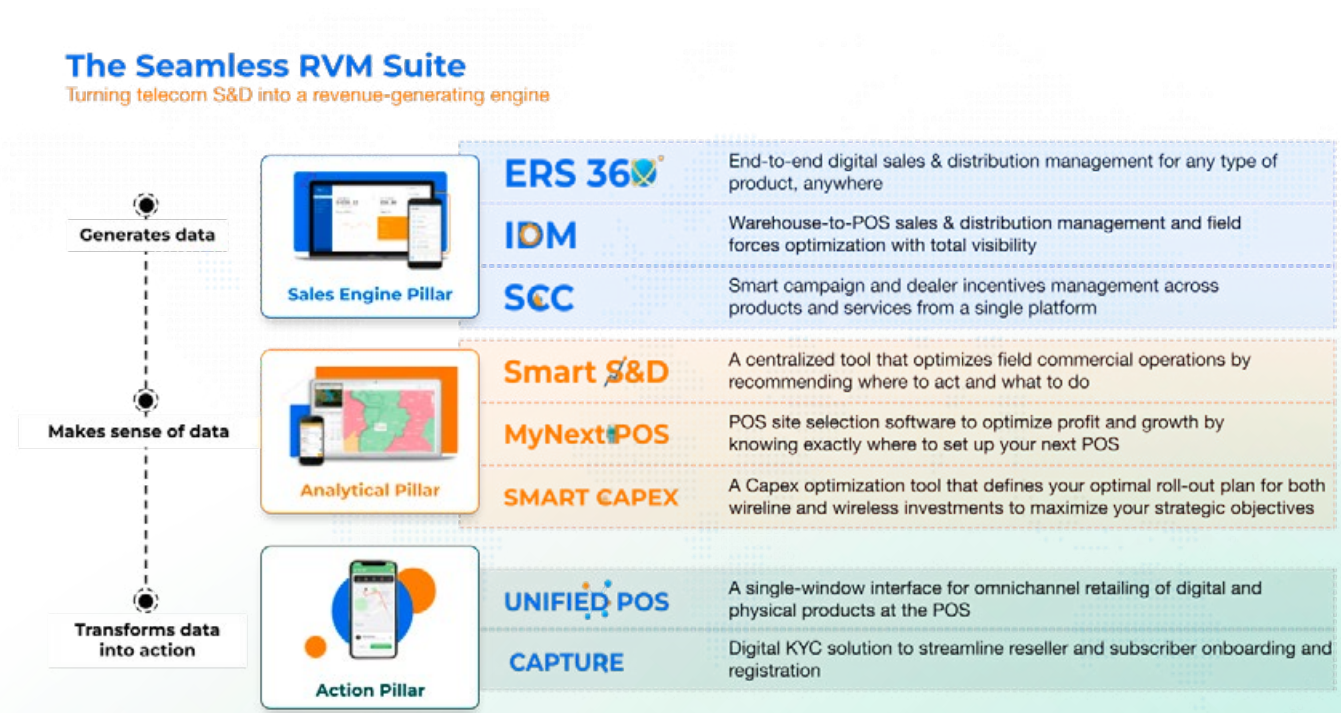 The Seamless RVM Suite
Turning telecom S&D into a revenue-generating engine
Generates data
Sales Engine Pillar
ERS 360
End-to-end digital sales & distribution management for any type of
product, anywhere
IDM
Warehouse-to-POS sales & distribution management and field
forces optimization with total visibility
SCC
Smart campaign and dealer incentives management across
products and services from a single platform
Makes sense of data
Analytical Pillar
Smart S&D
A centralized tool that optimizes field commercial operations by
recommending where to act and what to do
MyNext POS
POS site selection software to optimize profit and growth by
knowing exactly where to set up your next POS
SMART CAPEX
A Capex optimization tool that defines your optimal roll-out plan for both
wireline and wireless investments to maximize your strategic objectives
Transforms data
into action
Action Pillar
UNIFIED POS
A single-window interface for omnichannel retailing of digital and
physical products at the POS
CAPTURE
Digital KYC solution to streamline reseller and subscriber onboarding and
registration